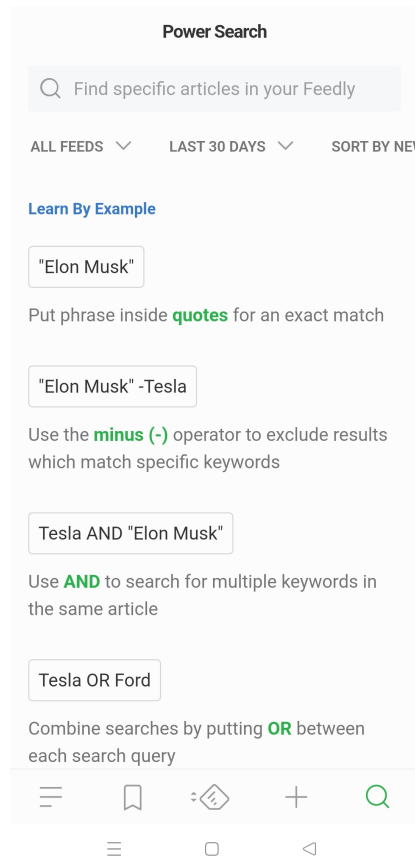 Power Search
Find specific articles in your Feedly
ALL FEEDS LAST 30 DAYS SORT BY
Learn By Example
"Elon Musk"
Put phrase inside quotes for an exact match
"Elon Musk" -Tesla
Use the minus (-) operator to exclude results
which match specific keywords
Tesla AND "Elon Musk"
Use AND to search for multiple keywords in
the same article
Tesla OR Ford
Combine searches by putting OR between
each search query